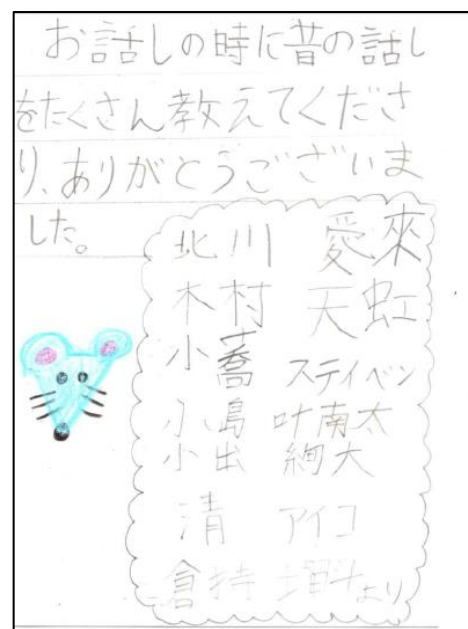 お話しの時に昔の話し
をたくさん教えてくださ
り、ありがとうございま
した。
北川 愛來
木村 天虹
小蕎 スティベン
小島 叶南太
小出 絢大
清 アイコ
倉持 より